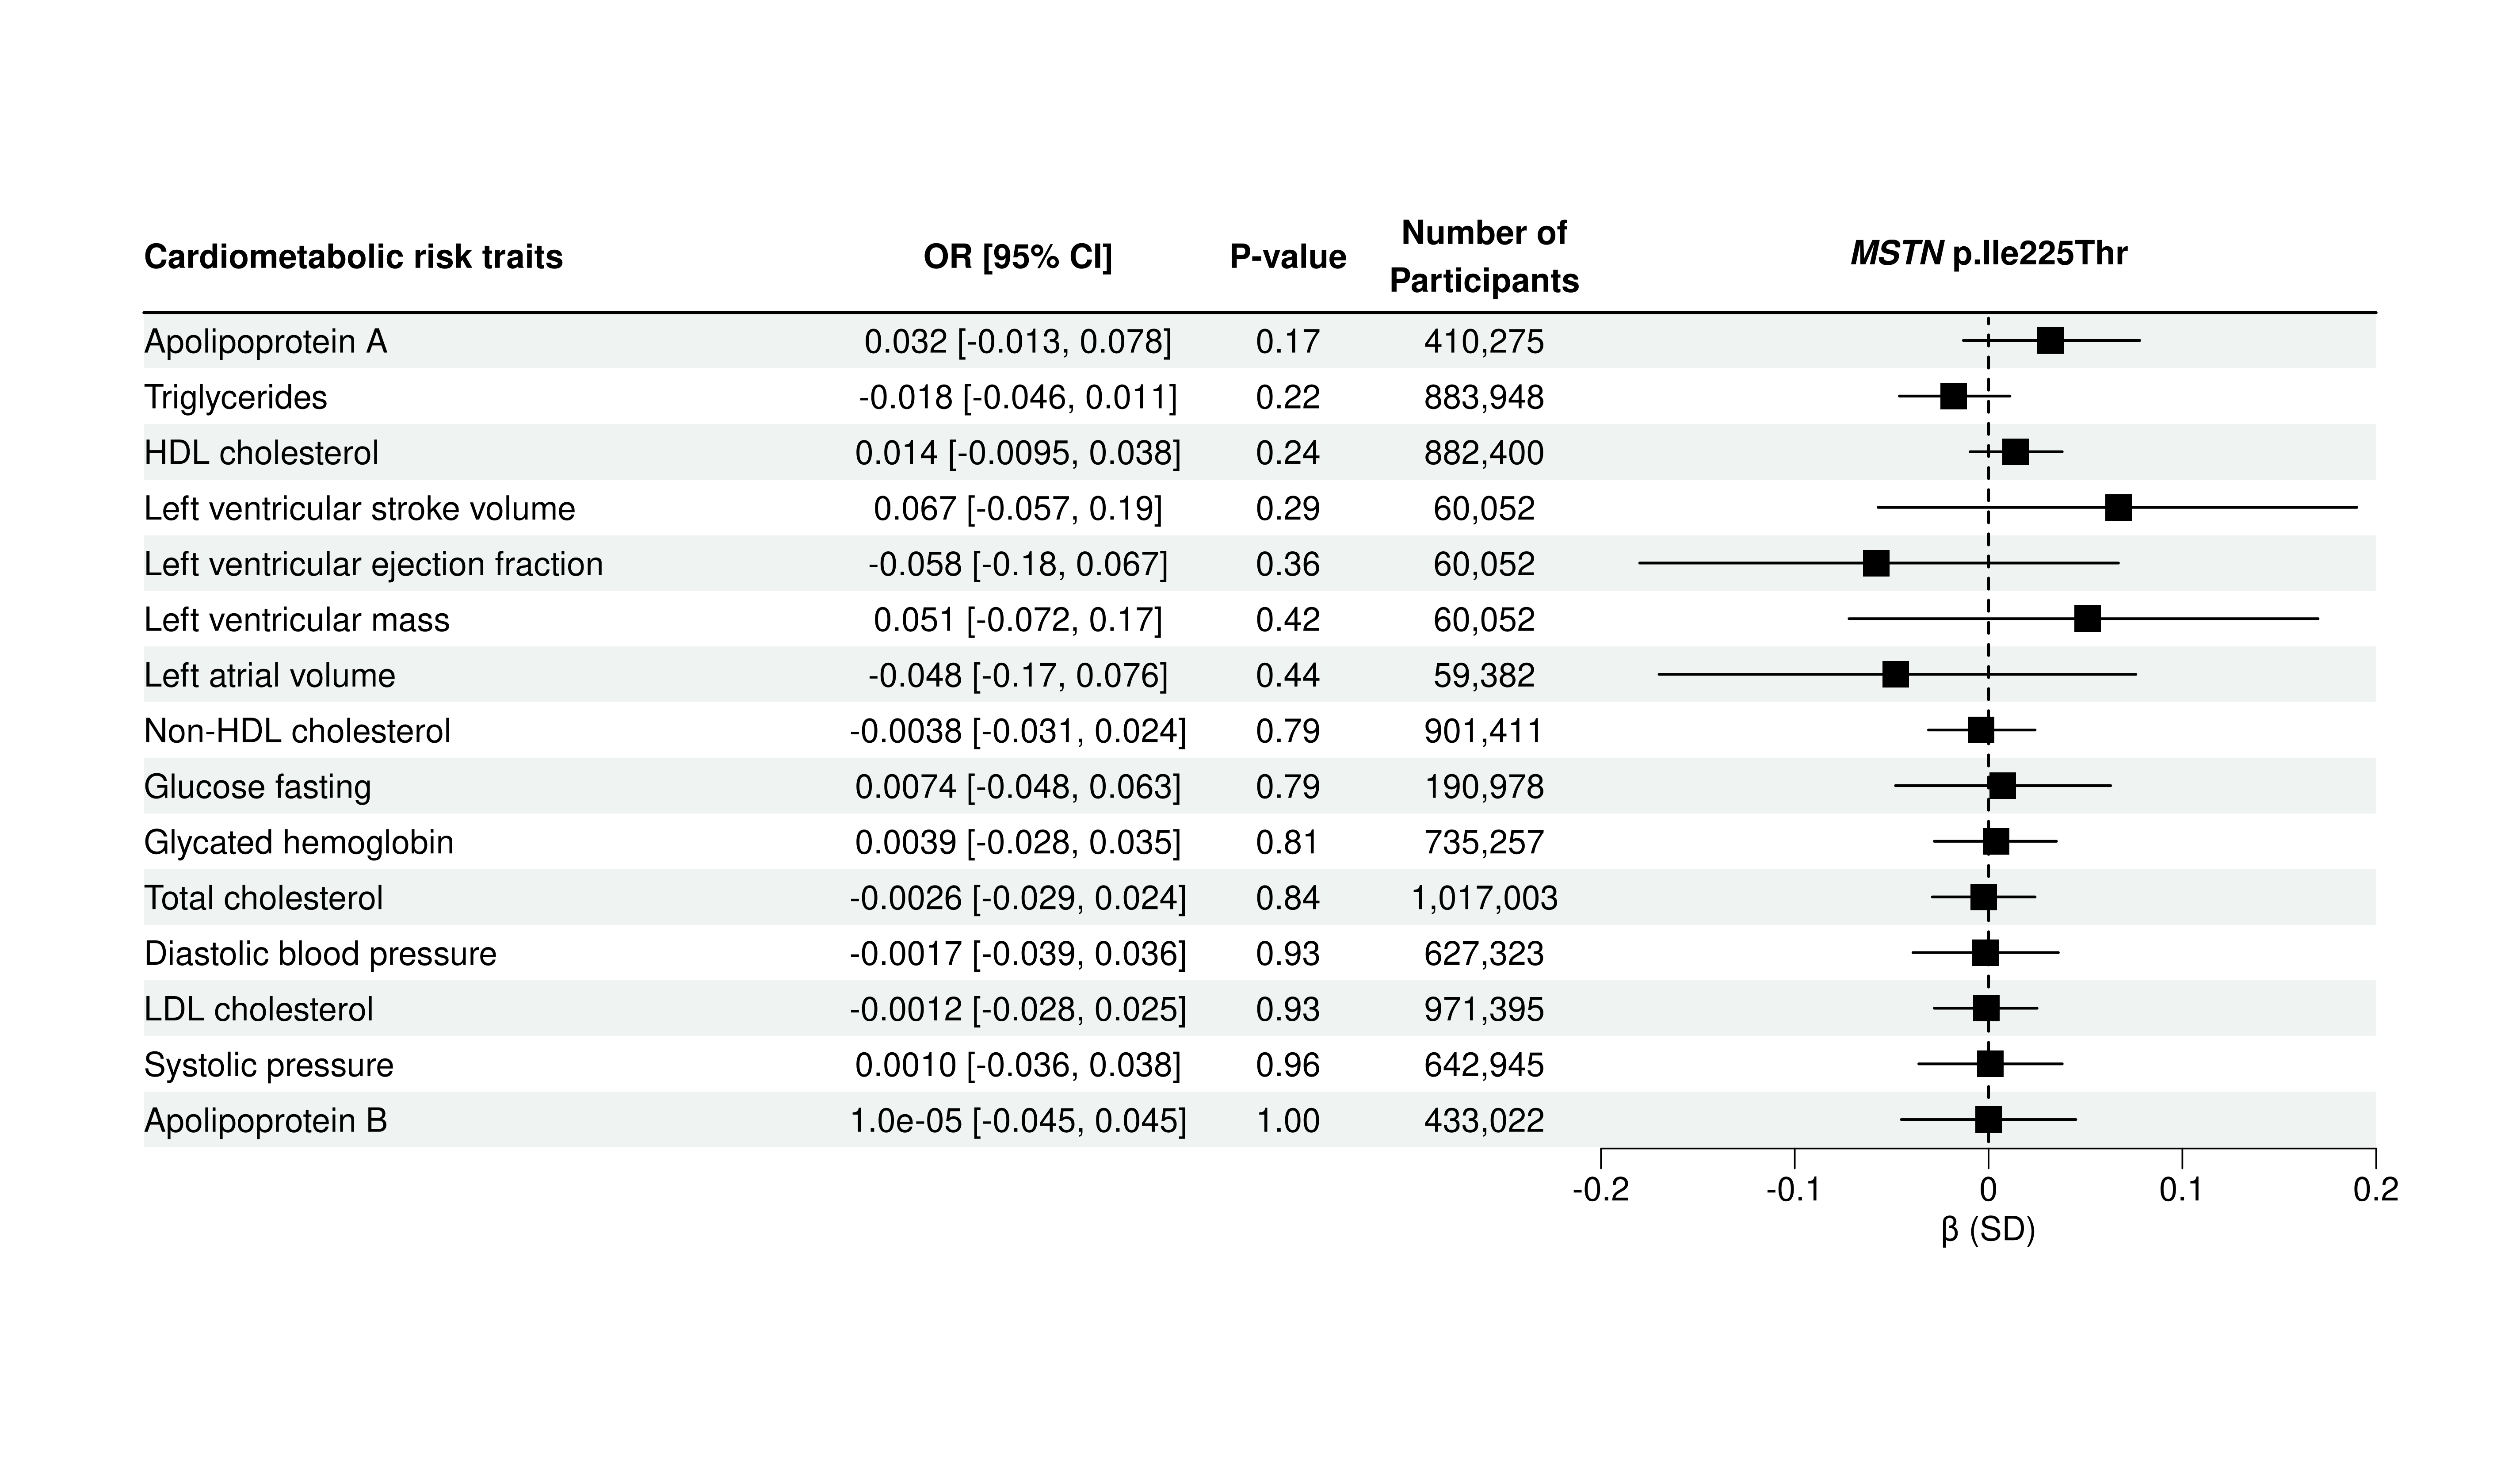 Cardiometabolic risk traits OR [95% CI] P-value Number of Participants MSTN p.Ile225Thr
Apolipoprotein A 0.032 [-0.013, 0.078] 0.17 410,275
Triglycerides -0.018 [-0.046, 0.011] 0.22 883,948
HDL cholesterol 0.014 [-0.0095, 0.038] 0.24 882,400
Left ventricular stroke volume 0.067 [-0.057, 0.19] 0.29 60,052
Left ventricular ejection fraction -0.058 [-0.18, 0.067] 0.36 60,052
Left ventricular mass 0.051 [-0.072, 0.17] 0.42 60,052
Left atrial volume -0.048 [-0.17, 0.076] 0.44 59,382
Non-HDL cholesterol -0.0038 [-0.031, 0.024] 0.79 901,411
Glucose fasting 0.0074 [-0.048, 0.063] 0.79 190,978
Glycated hemoglobin 0.0039 [-0.028, 0.035] 0.81 735,257
Total cholesterol -0.0026 [-0.029, 0.024] 0.84 1,017,003
Diastolic blood pressure -0.0017 [-0.039, 0.036] 0.93 627,323
LDL cholesterol -0.0012 [-0.028, 0.025] 0.93 971,395
Systolic pressure 0.0010 [-0.036, 0.038] 0.96 642,945
Apolipoprotein B 1.0e-05 [-0.045, 0.045] 1.00 433,022
-0.2 -0.1 0 0.1 0.2
β (SD)